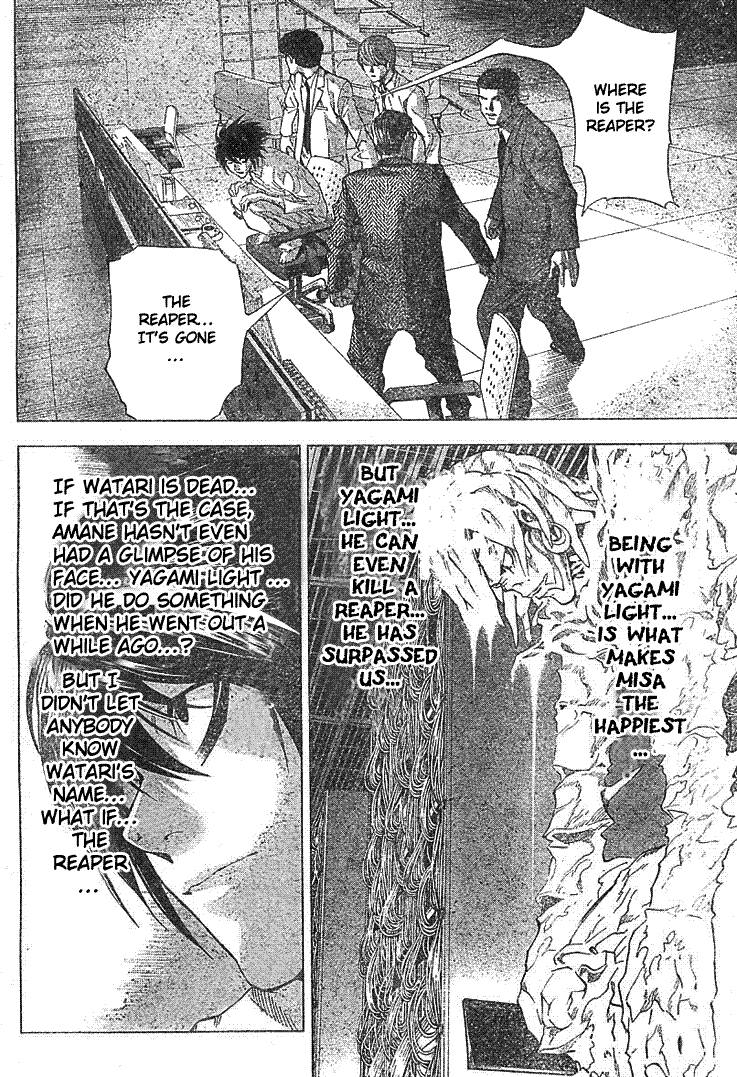 WHERE
IS THE
REAPER?
THE
REAPER...
IT'S GONE
...
BEING
WITH
YAGAMI
LIGHT...
IS WHAT
MAKES
MISA
THE
HAPPIEST
...
BUT
YAGAMI
LIGHT...
HE CAN
EVEN
KILL A
REAPER...
HE HAS
SURPASSED
US...
IF WATARI IS DEAD...
IF THAT'S THE CASE,
AMANE HASN'T EVEN
HAD A GLIMPSE OF HIS
FACE... YAGAMI LIGHT ...
DID HE DO SOMETHING
WHEN HE WENT OUT A
WHILE AGO...?
BUT I
DIDN'T LET
ANYBODY
KNOW
WATARI'S
NAME...
WHAT IF...
THE
REAPER
...